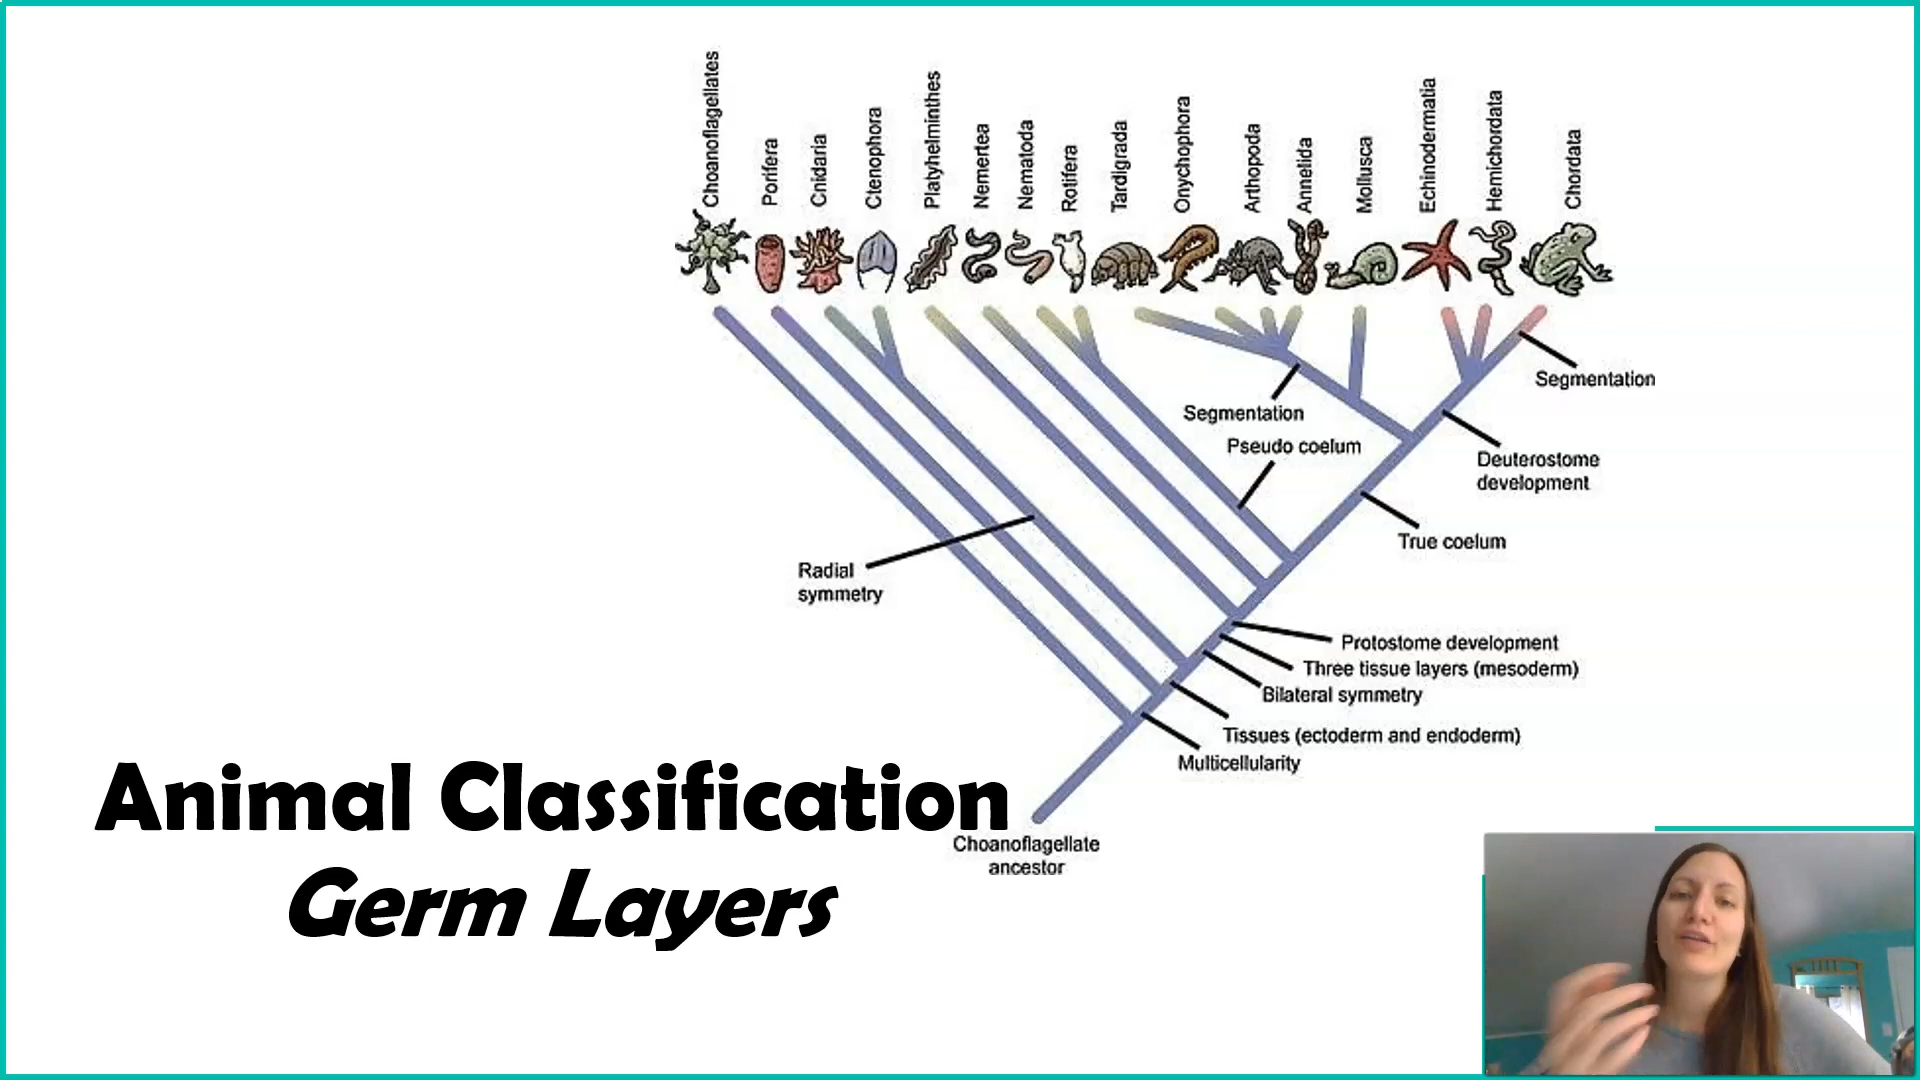 Choanoflagellates
Porifera
Cnidaria
Ctenophora
Platyhelminthes
Nemertea
Nematoda
Rotifera
Tardigrada
Onychophora
Arthopoda
Annelida
Mollusca
Echinodermatia
Hemichordata
Chordata
Segmentation
Segmentation
Pseudo coelum
Deuterostome
development
True coelum
Radial
symmetry
Protostome development
Three tissue layers (mesoderm)
Bilateral symmetry
Tissues (ectoderm and endoderm)
Multicellularity
Animal Classification
Germ Layers
Choanoflagellate
ancestor